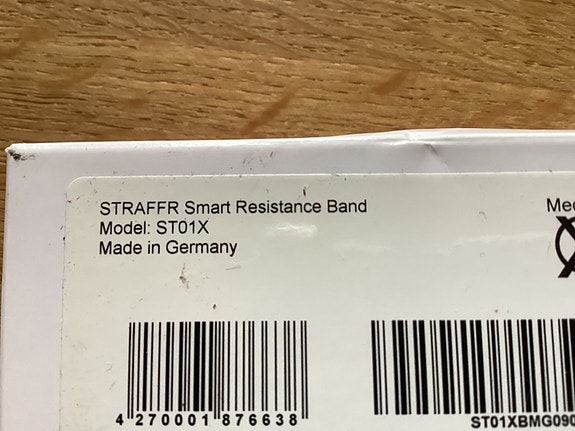 STRAFFR Smart Resistance Band
Model: ST01X
Made in Germany
4 270001 876638